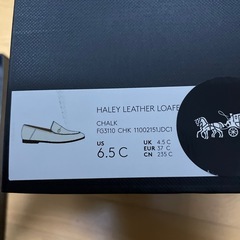 HALEY LEATHER LOAFE
CHALK
FG3110 CHK 11002151JDC1
US
6.5 C
UK 4.5 C
EUR 37 C
CN 235 C